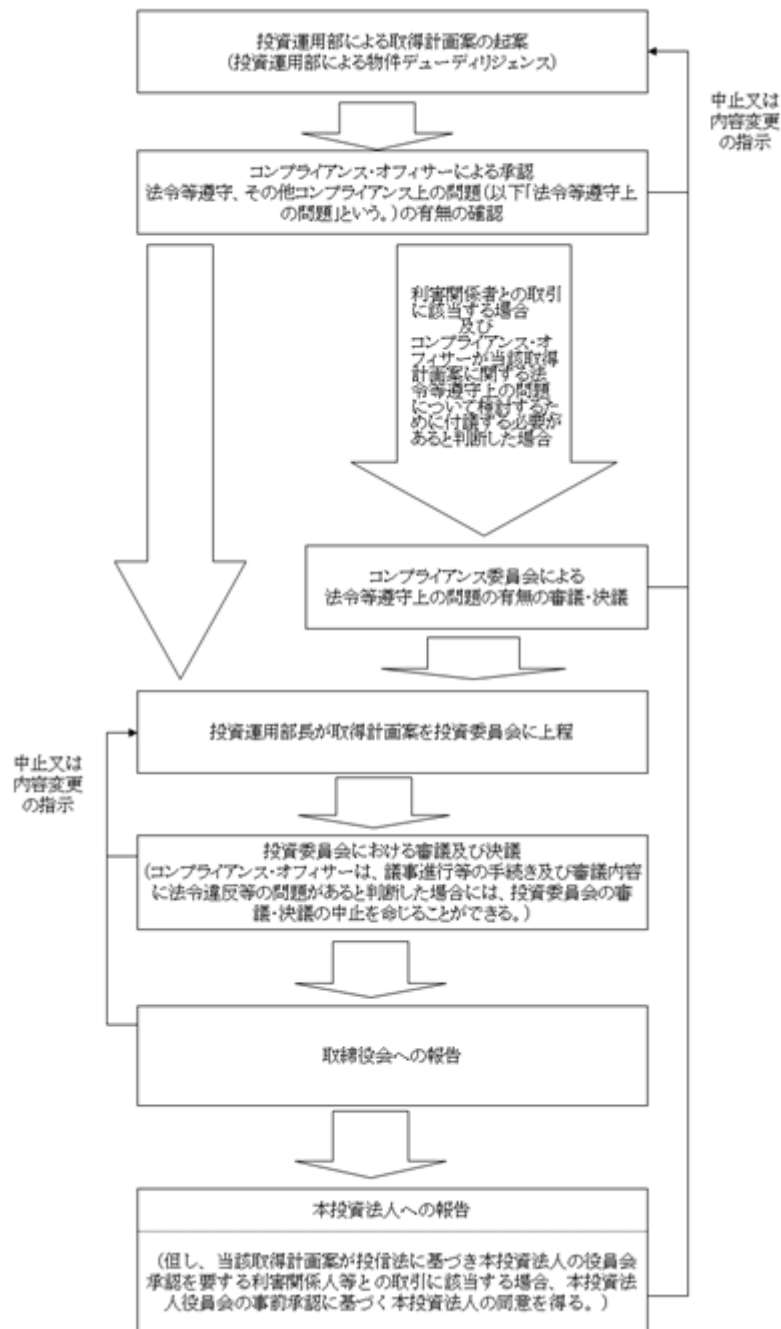 投資運用部による取得計画案の起案
(投資運用部による物件デューディリジェンス)
中止又は
内容変更
の指示
コンプライアンス・オフィサーによる承認
法令等遵守、その他コンプライアンス上の問題(以下「法令等遵守上
の問題」という。)の有無の確認
利害関係者との取引
に該当する場合
及び
コンプライアンス・オ
フィサーが当該取得
計画案に関する法
令等遵守上の問題
について検討するた
めに付議する必要が
あると判断した場合
コンプライアンス委員会による
法令等遵守上の問題の有無の審議・決議
投資運用部長が取得計画案を投資委員会に上程
中止又は
内容変更
の指示
投資委員会における審議及び決議
(コンプライアンス・オフィサーは、議事進行等の手続き及び審議内容
に法令違反等の問題があると判断した場合には、投資委員会の審
議・決議の中止を命じることができる。)
取締役会への報告
本投資法人への報告
(但し、当該取得計画案が投信法に基づき本投資法人の役員会
承認を要する利害関係人等との取引に該当する場合、本投資法
人役員会の事前承認に基づく本投資法人の同意を得る。)